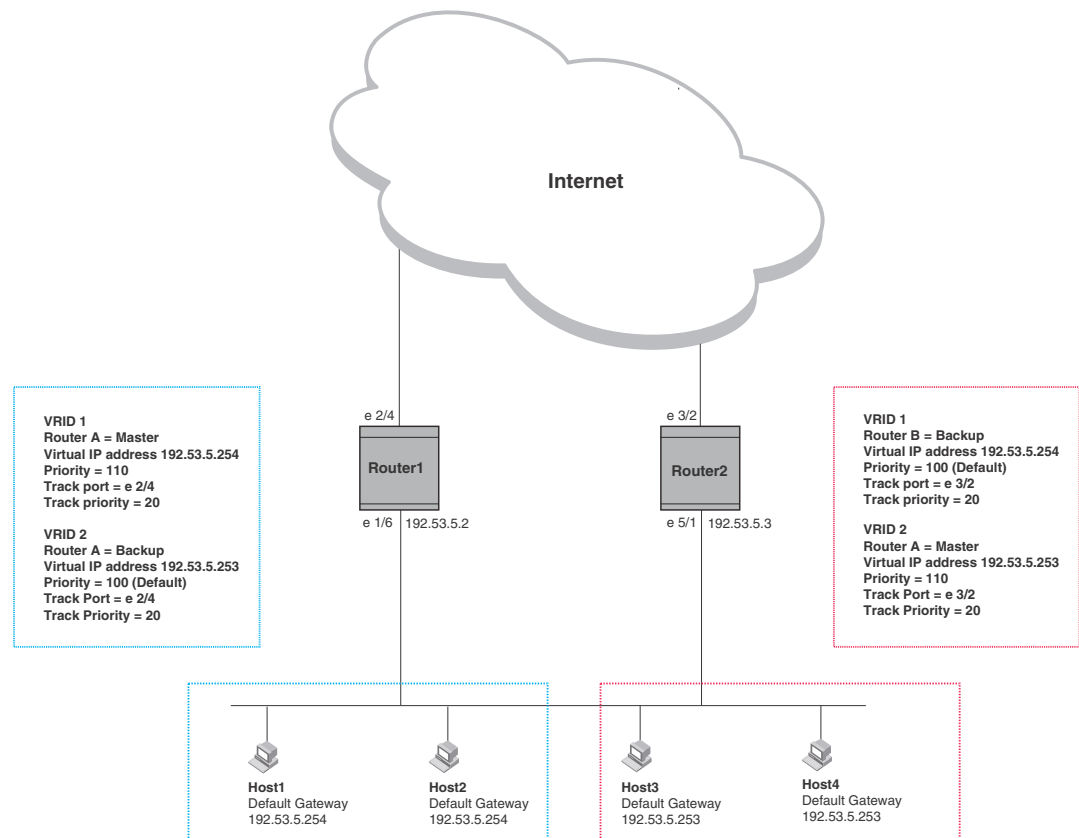 Internet
VRID 1
Router A = Master
Virtual IP address 192.53.5.254
Priority = 110
Track port = e 2/4
Track priority = 20
VRID 2
Router A = Backup
Virtual IP address 192.53.5.253
Priority = 100 (Default)
Track Port = e 2/4
Track Priority = 20
e 2/4
Router1
e 1/6
192.53.5.2
e 3/2
Router2
e 5/1
192.53.5.3
VRID 1
Router B = Backup
Virtual IP address 192.53.5.254
Priority = 100 (Default)
Track port = e 3/2
Track priority = 20
VRID 2
Router A = Master
Virtual IP address 192.53.5.253
Priority = 110
Track Port = e 3/2
Track Priority = 20
Host1
Default Gateway
192.53.5.254
Host2
Default Gateway
192.53.5.254
Host3
Default Gateway
192.53.5.253
Host4
Default Gateway
192.53.5.253